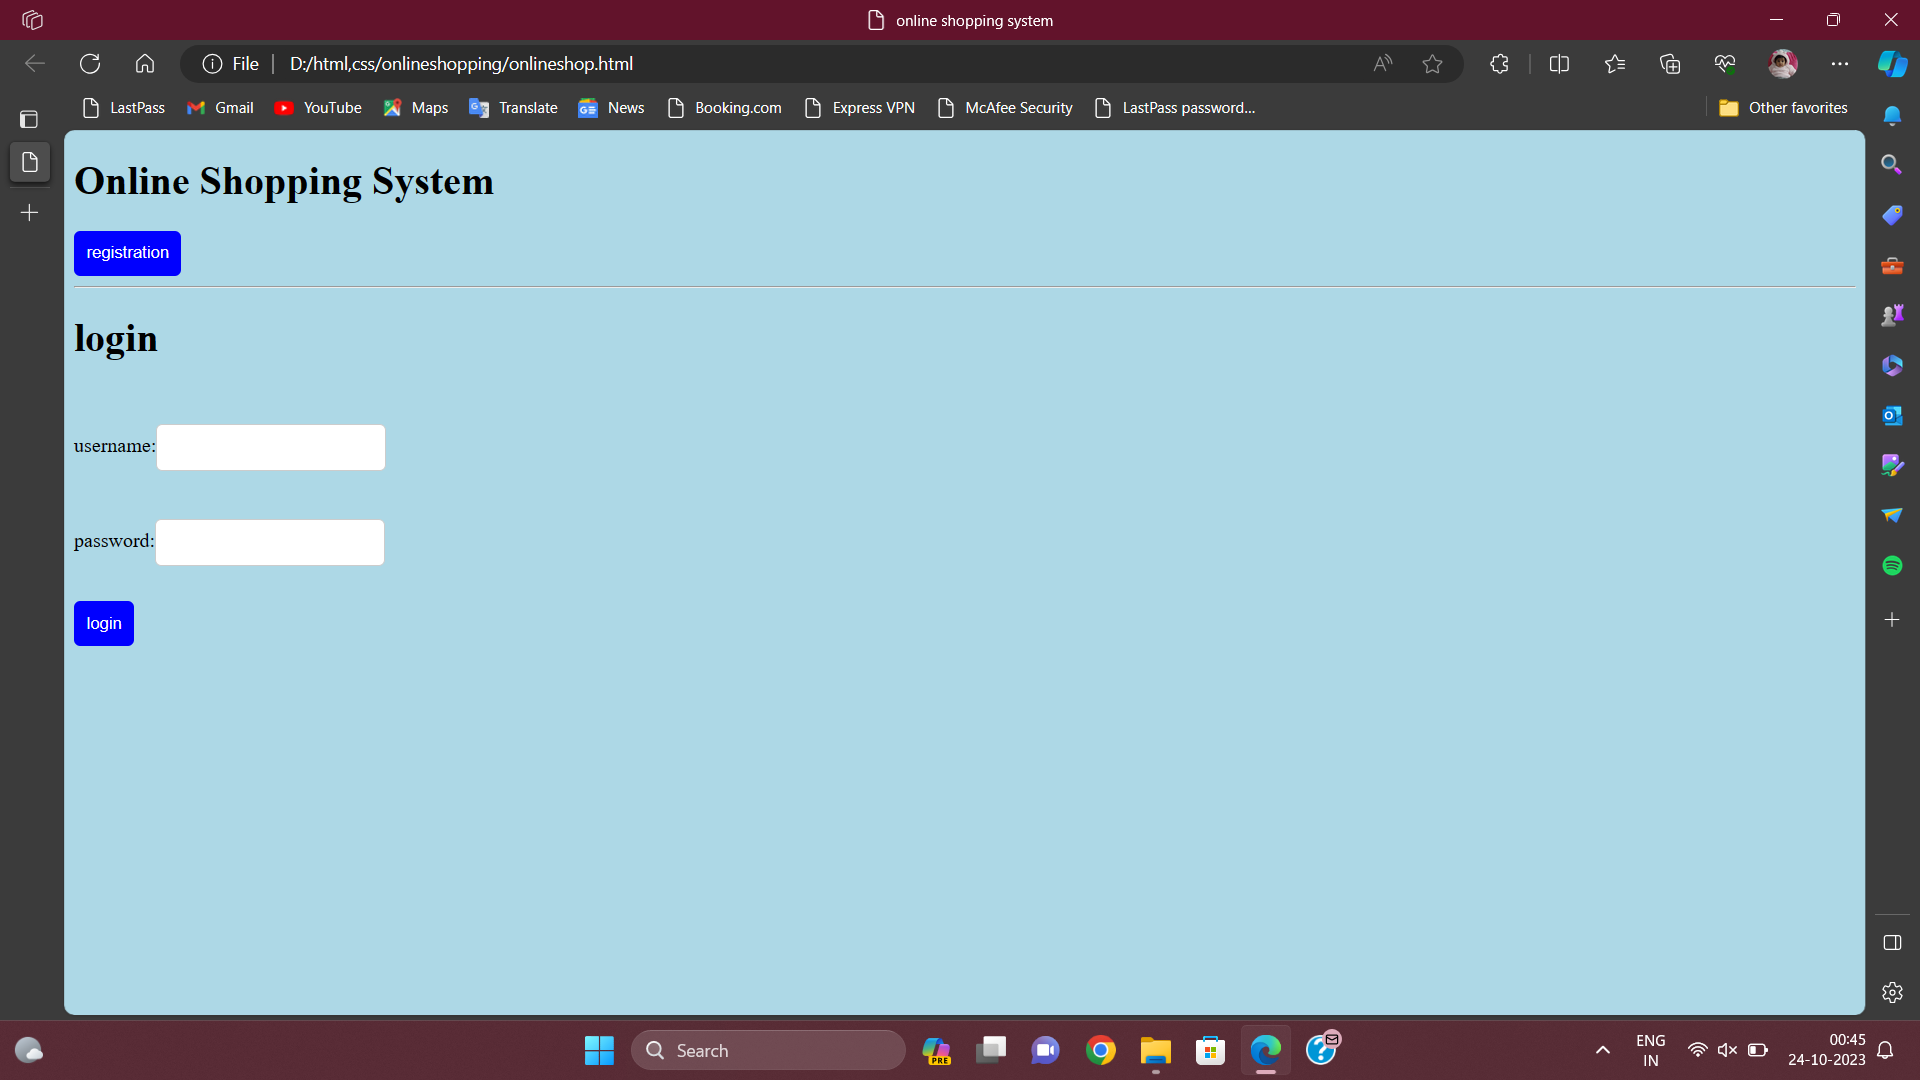 online shopping system
File D:/html,css/onlineshopping/onlineshop.html
LastPass Gmail YouTube Maps Translate News Booking.com Express VPN McAfee Security LastPass password... Other favorites
Online Shopping System
registration
login
username:
password:
login
Search
PRE
ENG
IN
00:45
24-10-2023